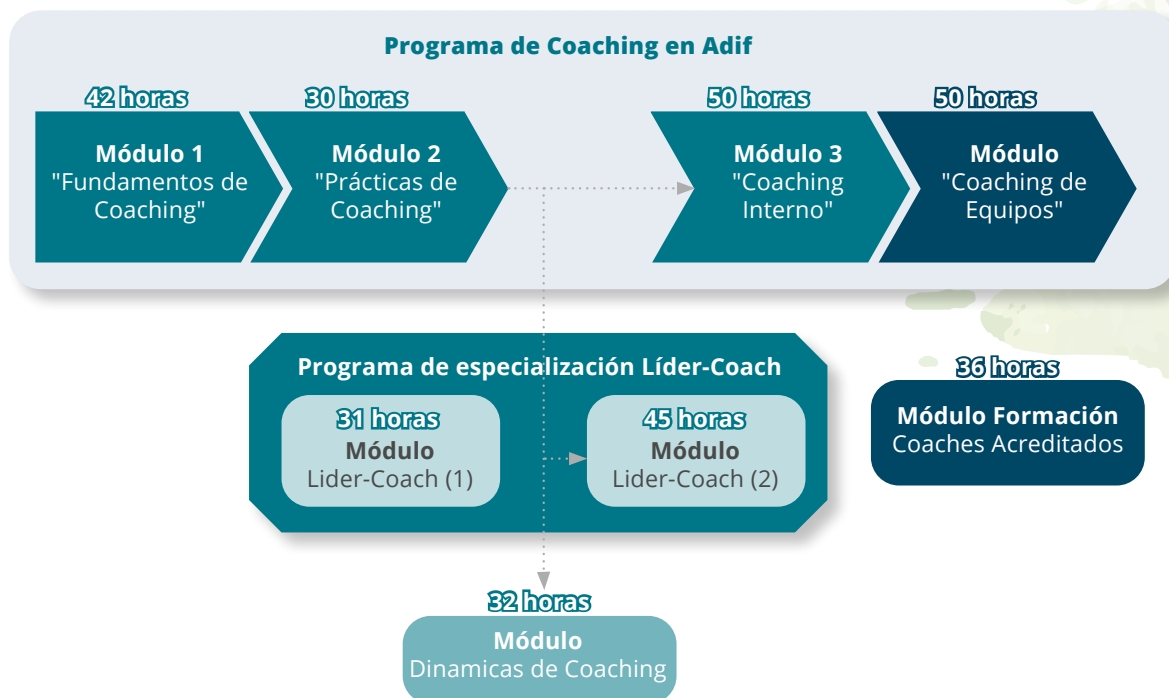 Programa de Coaching en Adif
42 horas
Módulo 1
"Fundamentos de
Coaching"
30 horas
Módulo 2
"Prácticas de
Coaching"
50 horas
Módulo 3
"Coaching
Interno"
50 horas
Módulo
"Coaching de
Equipos"
Programa de especialización Líder-Coach
31 horas
Módulo
Lider-Coach (1)
45 horas
Módulo
Lider-Coach (2)
36 horas
Módulo Formación
Coaches Acreditados
32 horas
Módulo
Dinamicas de Coaching